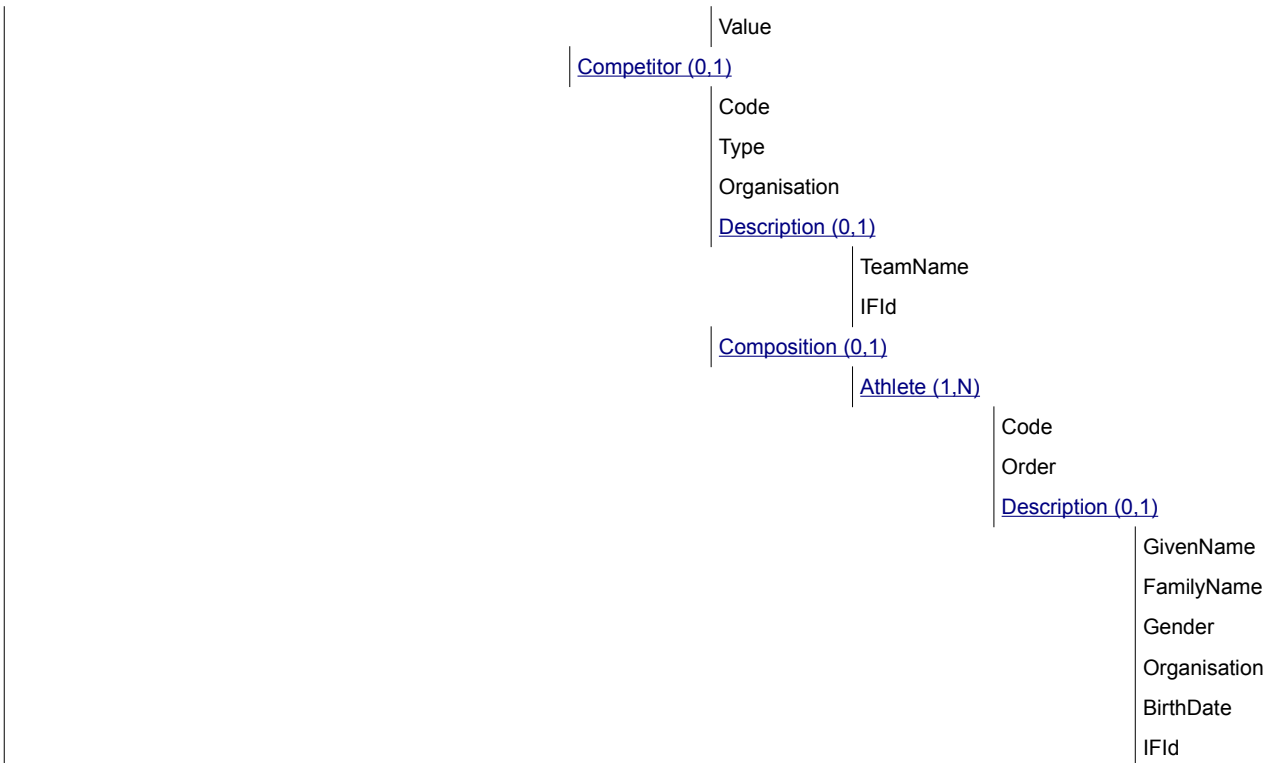 Value
Competitor (0,1)
Code
Type
Organisation
Description (0,1)
TeamName
IFId
Composition (0,1)
Athlete (1,N)
Code
Order
Description (0,1)
GivenName
FamilyName
Gender
Organisation
BirthDate
IFId